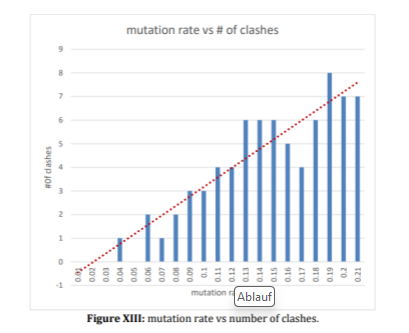 mutation rate vs # of clashes
9
8
7
6
5
4
3
2
1
0
-1
#0f clashes
0.01 0.02 0.03 0.04 0.05 0.06 0.07 0.08 0.09 0.1 0.11 0.12 0.13 0.14 0.15 0.16 0.17 0.18 0.19 0.2 0.21
mutation
Ablauf
Figure XIII: mutation rate vs number of clashes.